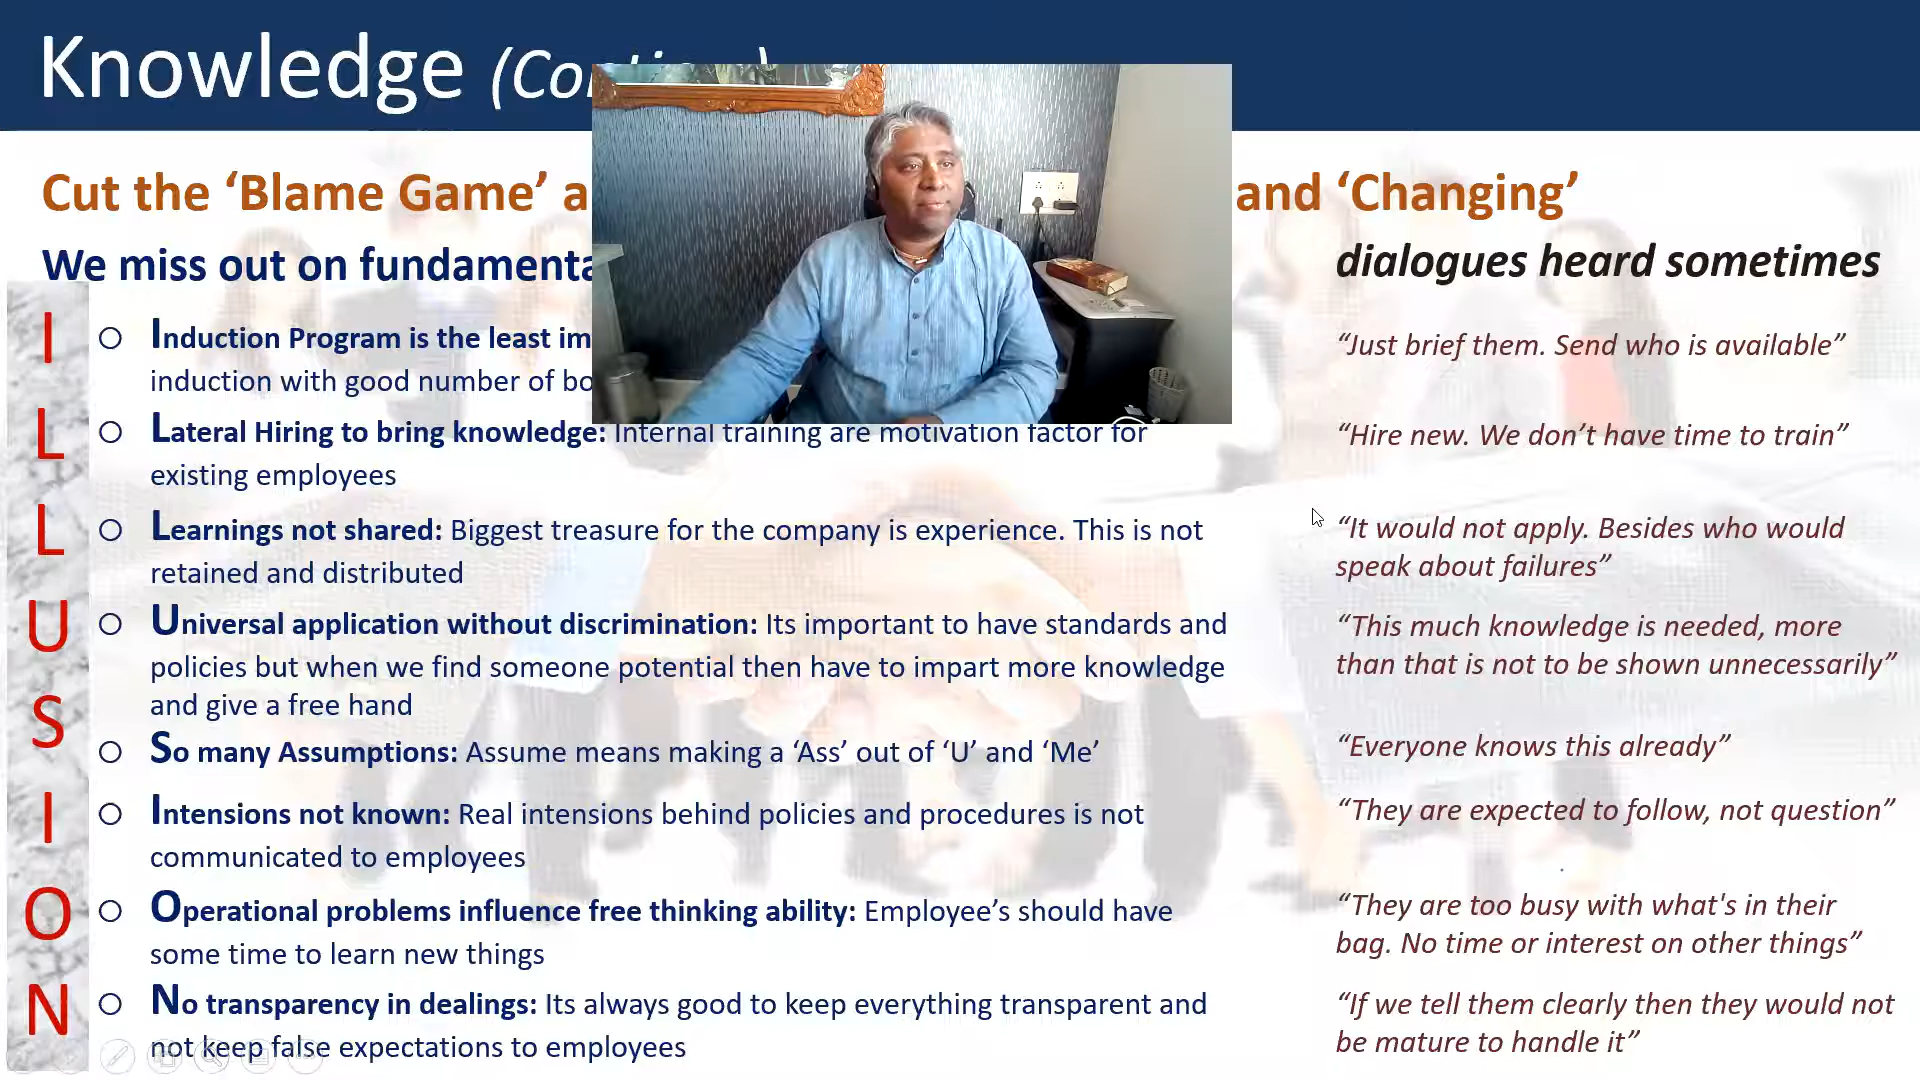 Knowledge
Cut the ‘Blame Game’ and ‘Changing’
We miss out on
dialogues heard sometimes
I
L
L
U
S
I
O
N
Induction Program is the least
induction with good number of
“Just brief them. Send who is available”
Lateral Hiring to bring knowledge: Internal training are motivation factor for
existing employees
“Hire new. We don’t have time to train”
Learnings not shared: Biggest treasure for the company is experience. This is not
retained and distributed
“It would not apply. Besides who would
speak about failures”
Universal application without discrimination: Its important to have standards and
policies but when we find someone potential then have to impart more knowledge
and give a free hand
“This much knowledge is needed, more
than that is not to be shown unnecessarily”
So many Assumptions: Assume means making a ‘Ass’ out of ‘U’ and ‘Me’
“Everyone knows this already”
Intensions not known: Real intensions behind policies and procedures is not
communicated to employees
“They are expected to follow, not question”
Operational problems influence free thinking ability: Employee’s should have
some time to learn new things
“They are too busy with what's in their
bag. No time or interest on other things”
No transparency in dealings: Its always good to keep everything transparent and
not keep false expectations to employees
“If we tell them clearly then they would not
be mature to handle it”